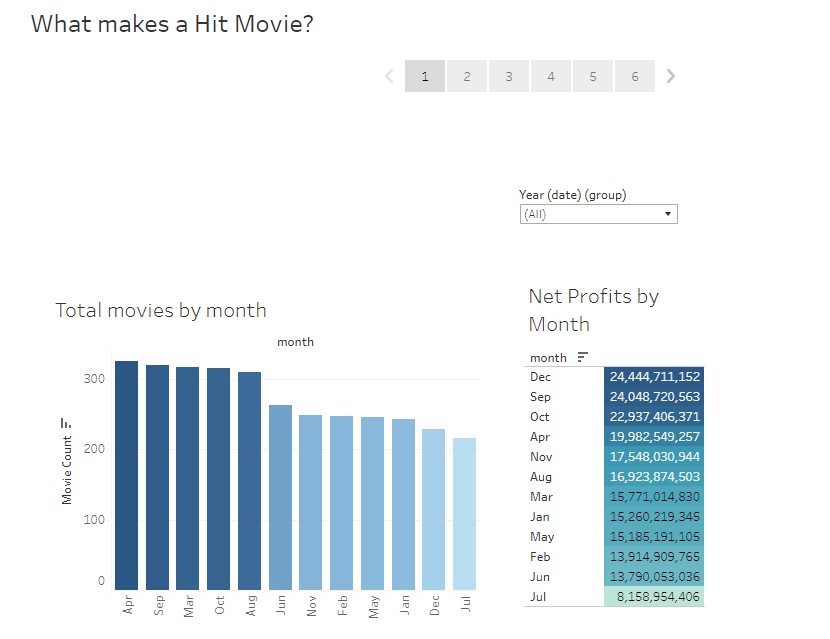 What makes a Hit Movie?
1 2 3 4 5 6
Year (date) (group)
(All)
Total movies by month
month
Movie Count
300
200
100
0
Apr Sep Mar Oct Aug Jun Nov Feb May Jan Dec Jul
Net Profits by
Month
month
Dec 24,444,711,152
Sep 24,048,720,563
Oct 22,937,406,371
Apr 19,982,549,257
Nov 17,548,030,944
Aug 16,923,874,503
Mar 15,771,014,830
Jan 15,260,219,345
May 15,185,191,105
Feb 13,914,909,765
Jun 13,790,053,036
Jul 8,158,954,406